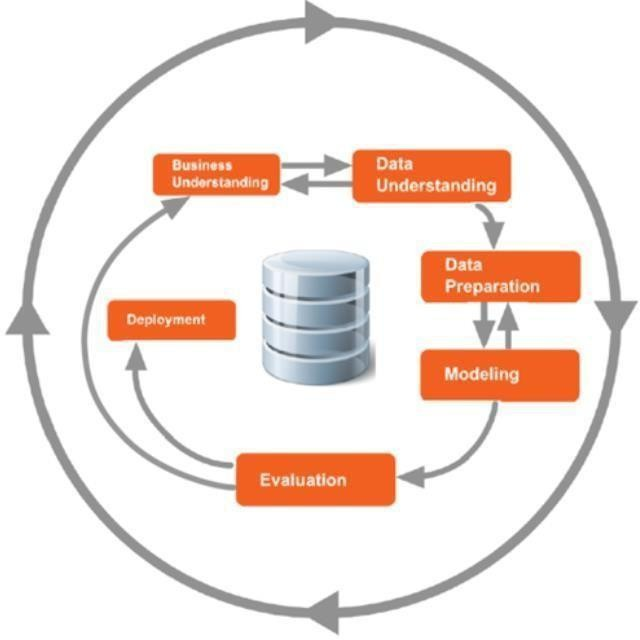 Business
Understanding
Data
Understanding
Data
Preparation
Modeling
Evaluation
Deployment